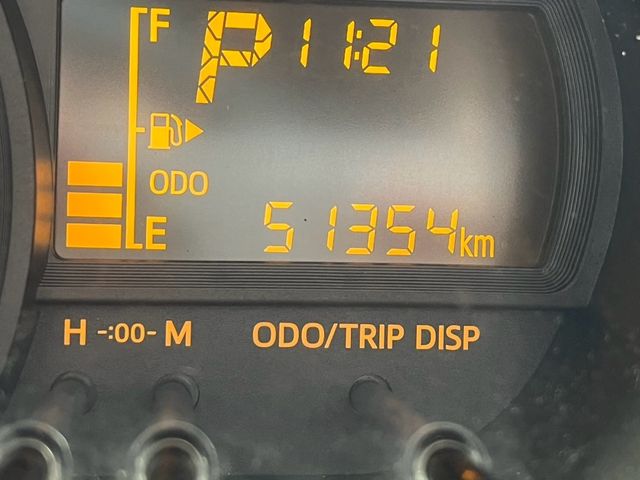 F P 11:21
ODO
E 51354km
H -:00- M ODO/TRIP DISP